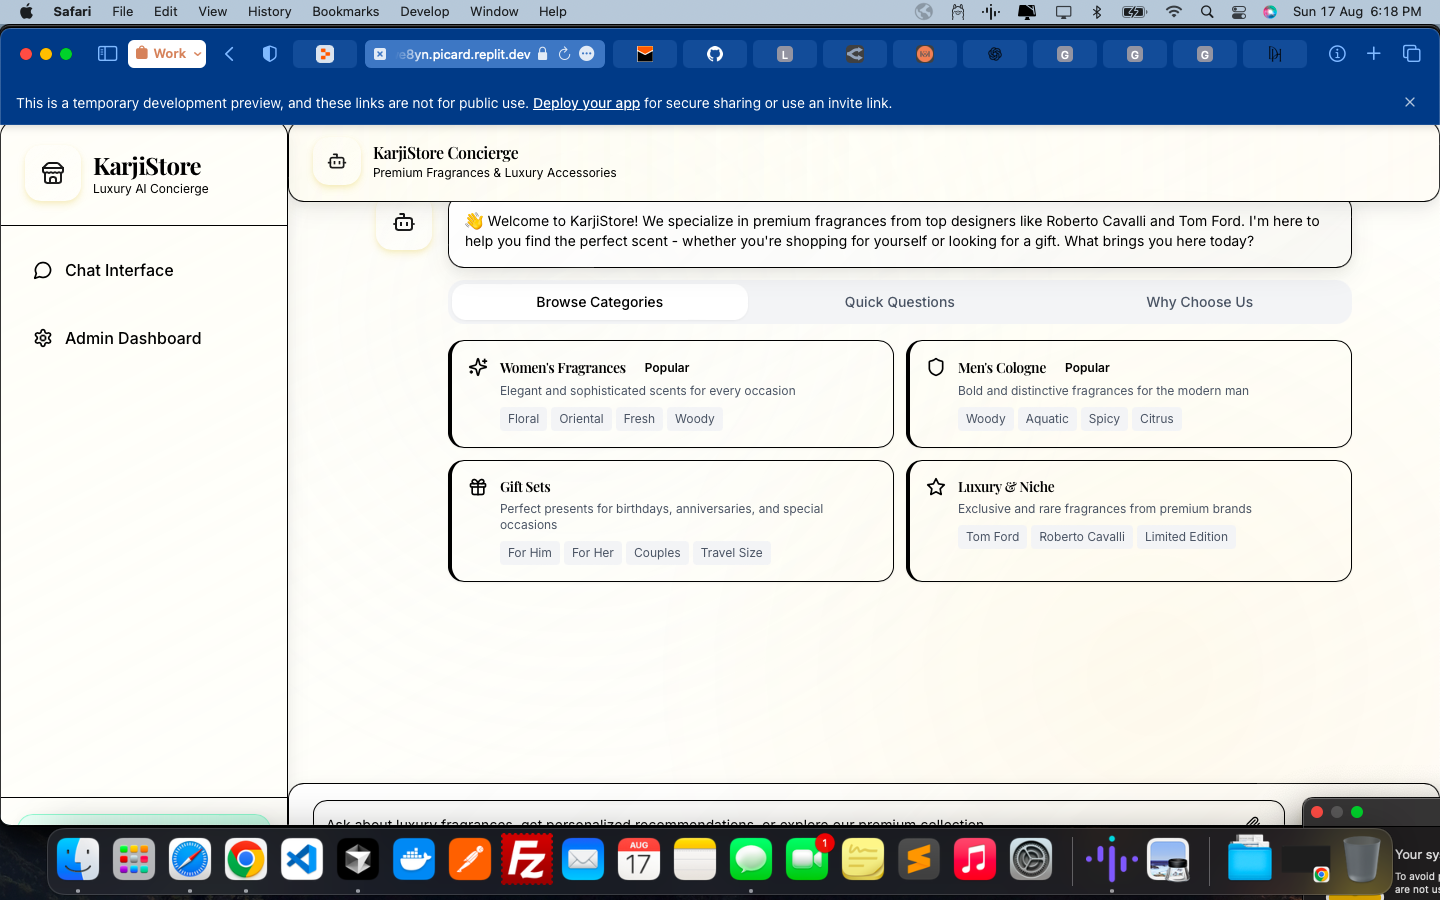 Safari File Edit View History Bookmarks Develop Window Help Sun 17 Aug 6:18 PM
Work
e8yn.picard.replit.dev
L
G
G
G
This is a temporary development preview, and these links are not for public use. Deploy your app for secure sharing or use an invite link.
KarjiStore
Luxury AI Concierge
Chat Interface
Admin Dashboard
KarjiStore Concierge
Premium Fragrances & Luxury Accessories
👋 Welcome to KarjiStore! We specialize in premium fragrances from top designers like Roberto Cavalli and Tom Ford. I'm here to
help you find the perfect scent - whether you're shopping for yourself or looking for a gift. What brings you here today?
Browse Categories Quick Questions Why Choose Us
Women's Fragrances Popular
Elegant and sophisticated scents for every occasion
Floral Oriental Fresh Woody
Men's Cologne Popular
Bold and distinctive fragrances for the modern man
Woody Aquatic Spicy Citrus
Gift Sets
Perfect presents for birthdays, anniversaries, and special
occasions
For Him For Her Couples Travel Size
Luxury & Niche
Exclusive and rare fragrances from premium brands
Tom Ford Roberto Cavalli Limited Edition
Ask about luxury fragrances, get personalized recommendations, or explore our premium collection
Fz
AUG
17
1
Your sy
To avoid
are not us